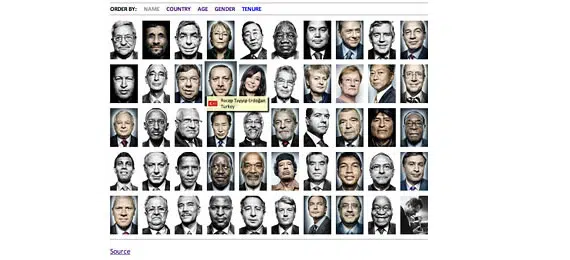 ORDER BY: NAME COUNTRY AGE GENDER TENURE
Recep Tayyip Erdoğan
Turkey
Source